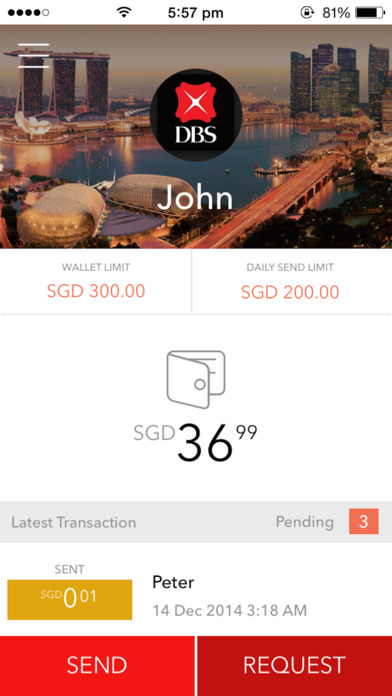 5:57 pm 81%
DBS
John
WALLET LIMIT DAILY SEND LIMIT
SGD 300.00 SGD 200.00
SGD 36 99
Latest Transaction Pending 3
SENT
SGD 0 01
Peter
14 Dec 2014 3:18 AM
SEND REQUEST